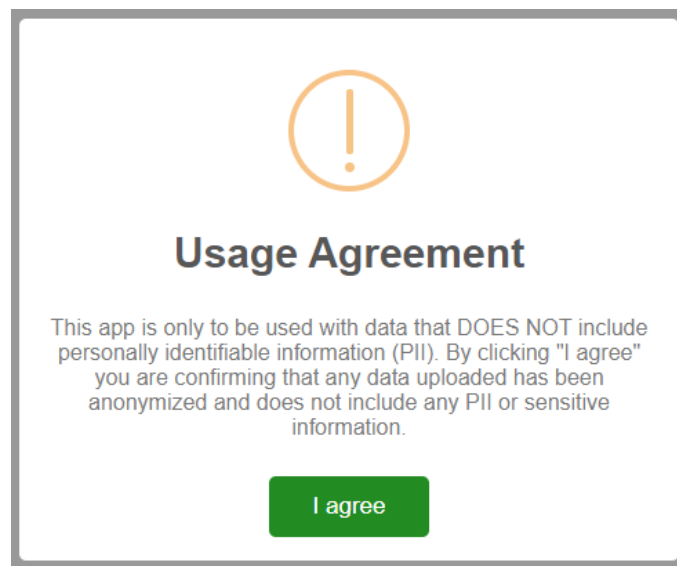 Usage Agreement
This app is only to be used with data that DOES NOT include
personally identifiable information (PII). By clicking "I agree"
you are confirming that any data uploaded has been
anonymized and does not include any PII or sensitive
information.
I agree